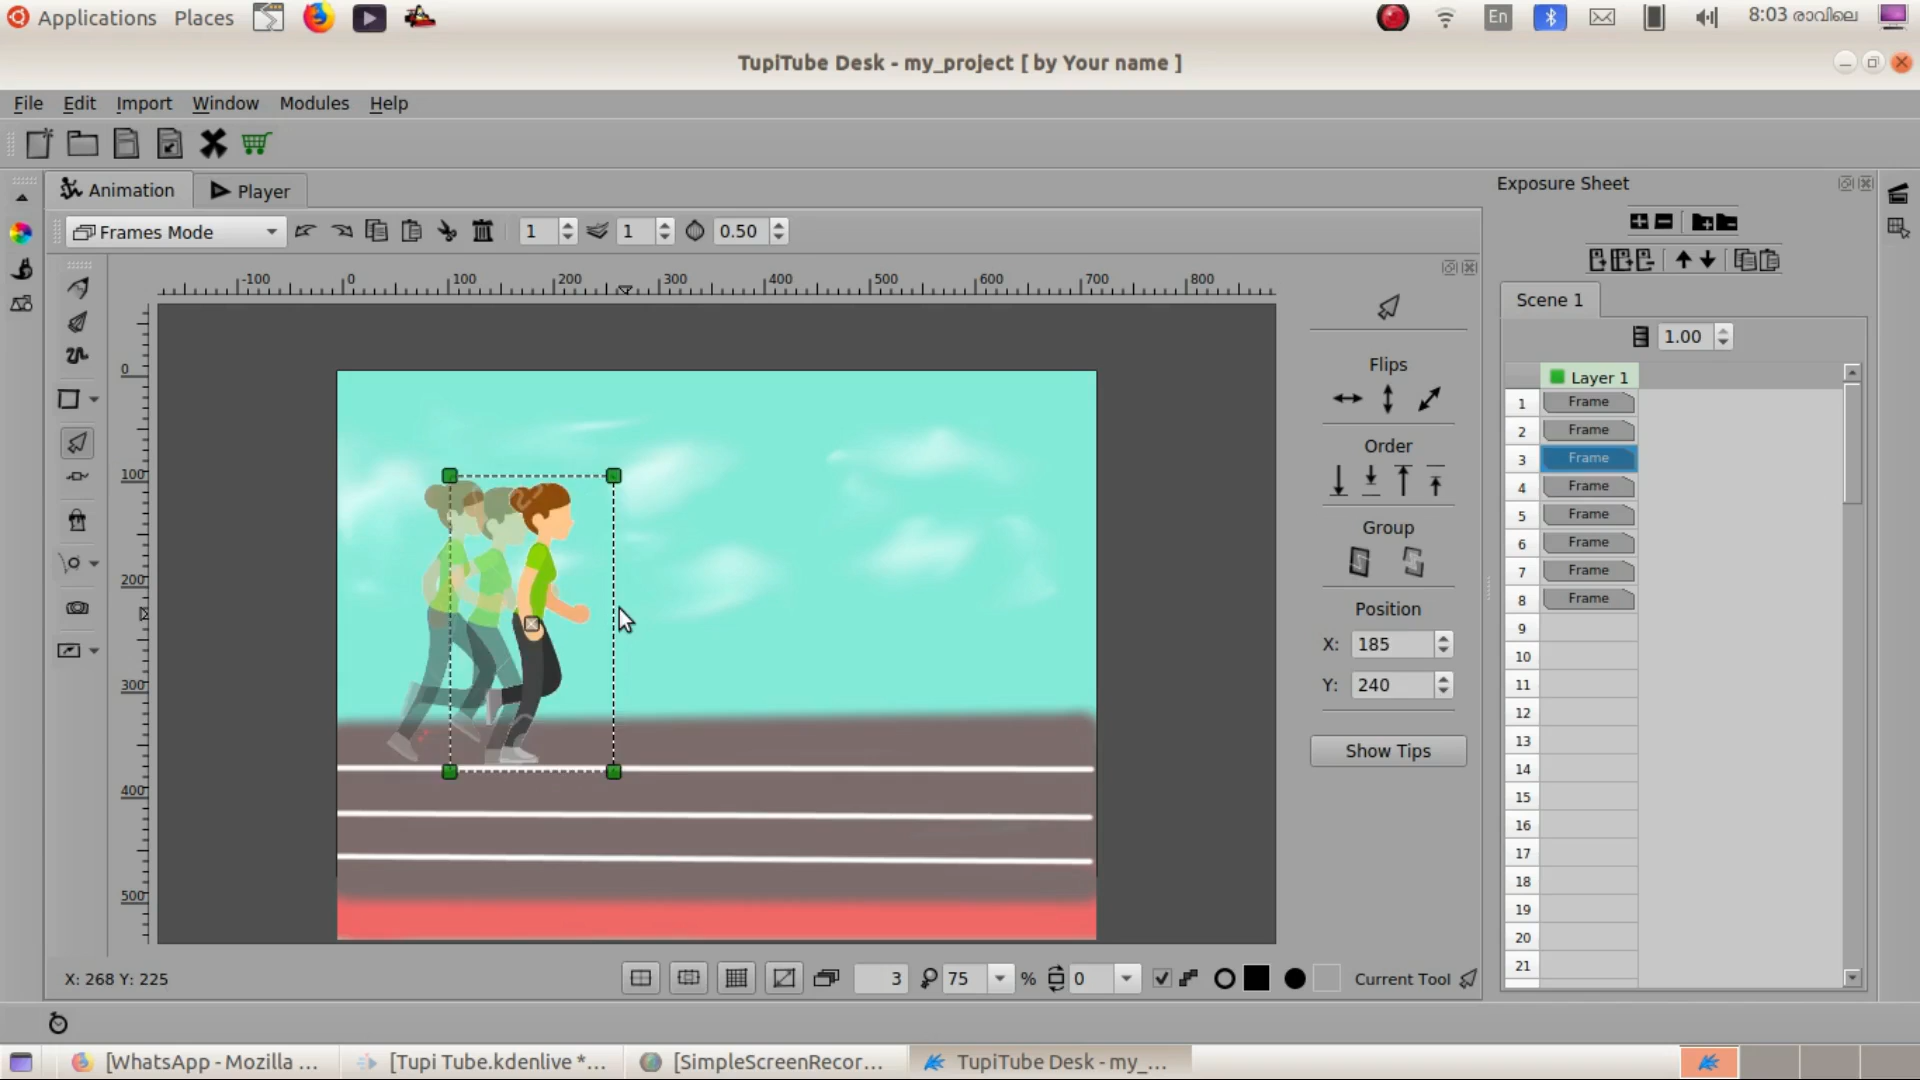 Applications Places En 8:03 രാവിലെ
TupiTube Desk - my_project [ by Your name ]
File Edit Import Window Modules Help
Animation Player
Exposure Sheet
Frames Mode 1 1 0.50
-100 0 100 200 300 400 500 600 700 800
0
100
200
300
400
500
Flips
Order
Group
Position
X: 185
Y: 240
Show Tips
Scene 1
1.00
Layer 1
1 Frame
2 Frame
3 Frame
4 Frame
5 Frame
6 Frame
7 Frame
8 Frame
9
10
11
12
13
14
15
16
17
18
19
20
21
X: 268 Y: 225 3 75 % 0 Current Tool
[WhatsApp - Mozilla ... [Tupi Tube.kdenlive *... [SimpleScreenRecor... TupiTube Desk - my_...